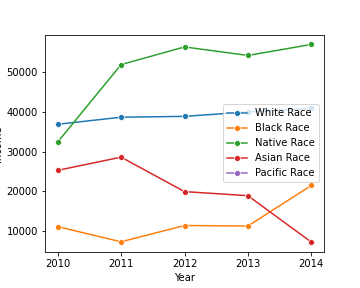 50000
40000
30000
20000
10000
White Race
Black Race
Native Race
Asian Race
Pacific Race
2010 2011 2012 2013 2014
Year